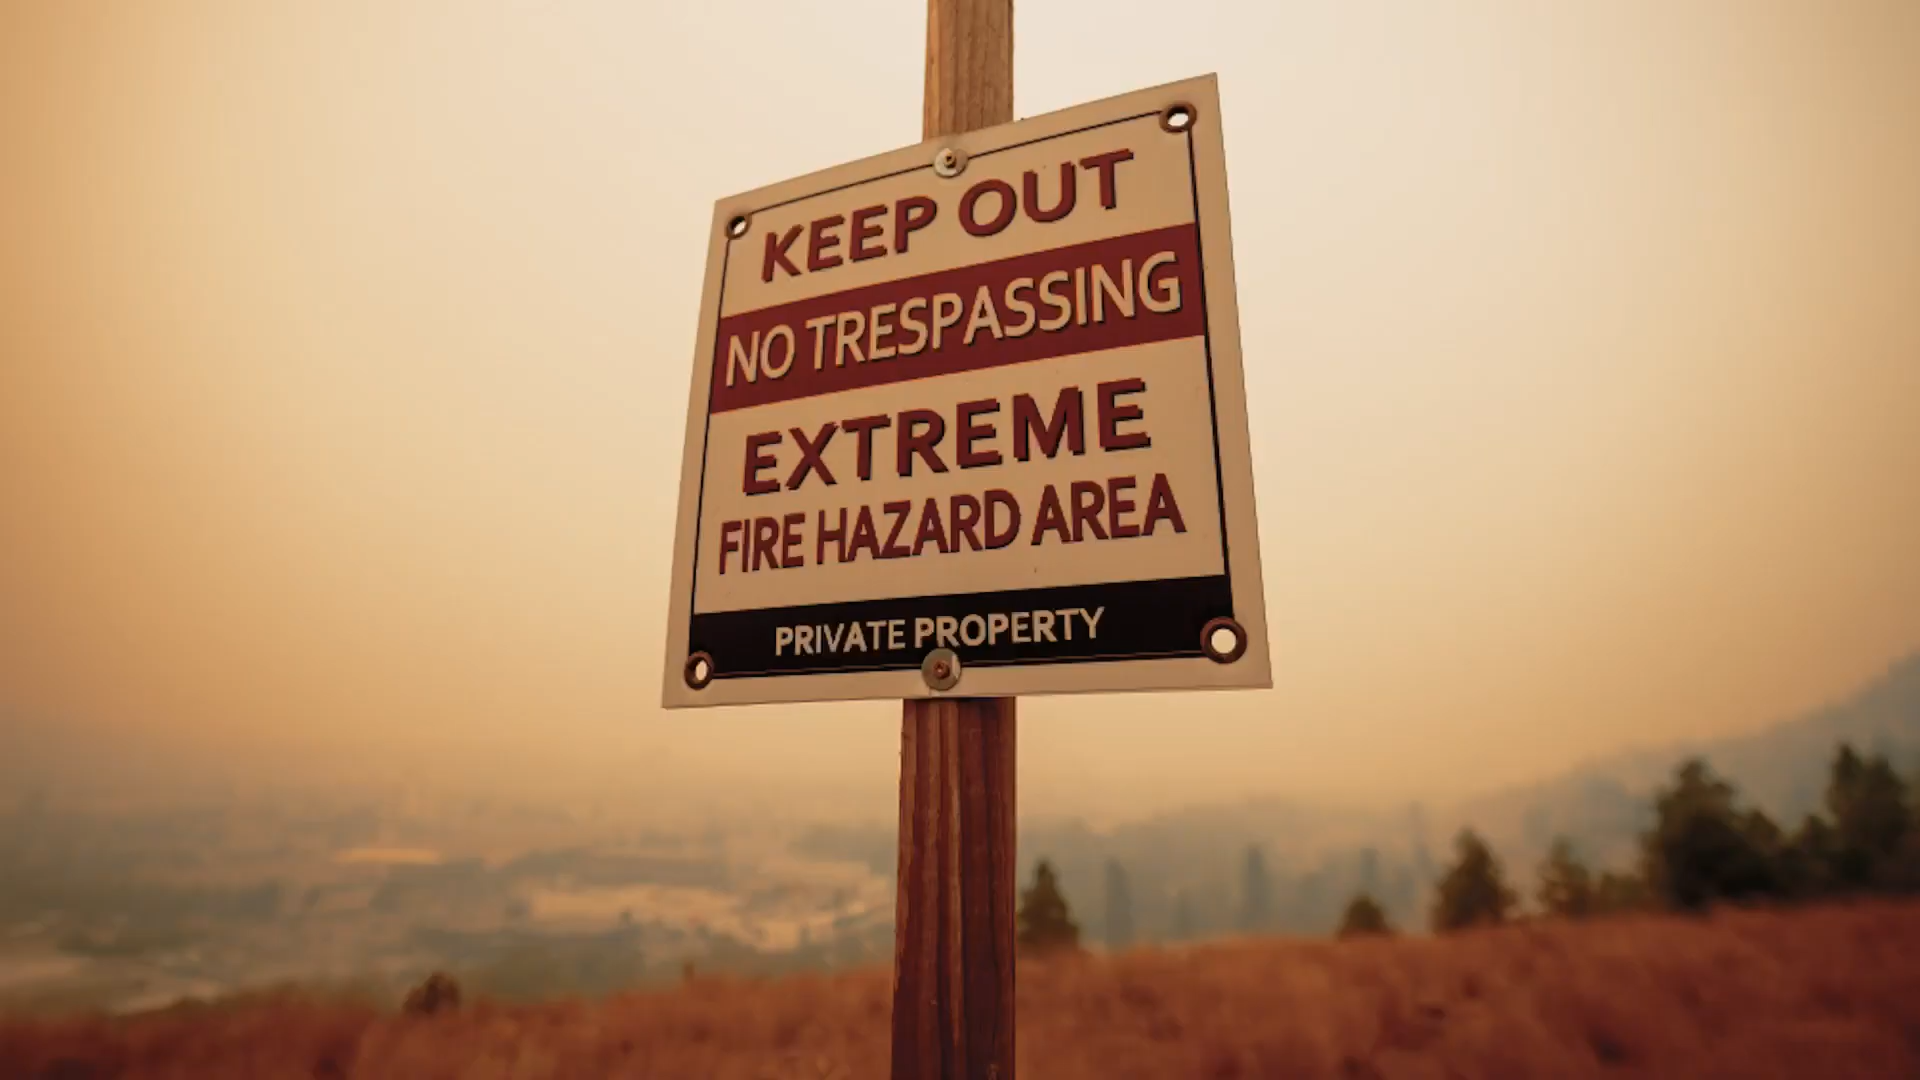 KEEP OUT
NO TRESPASSING
EXTREME
FIRE HAZARD AREA
PRIVATE PROPERTY